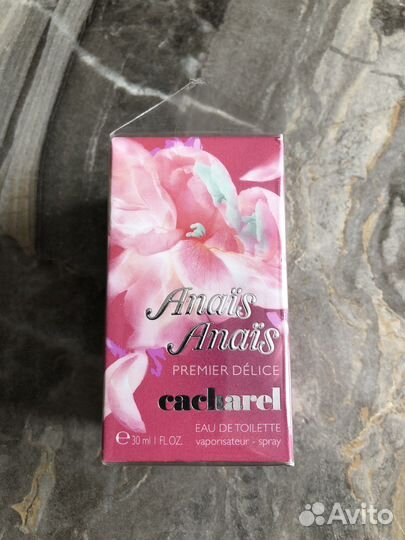 Anaïs
Anaïs
PREMIER DÉLICE
cacharel
EAU DE TOILETTE
℮ 30 ml 1 FL.OZ. vaporisateur - spray
Avito